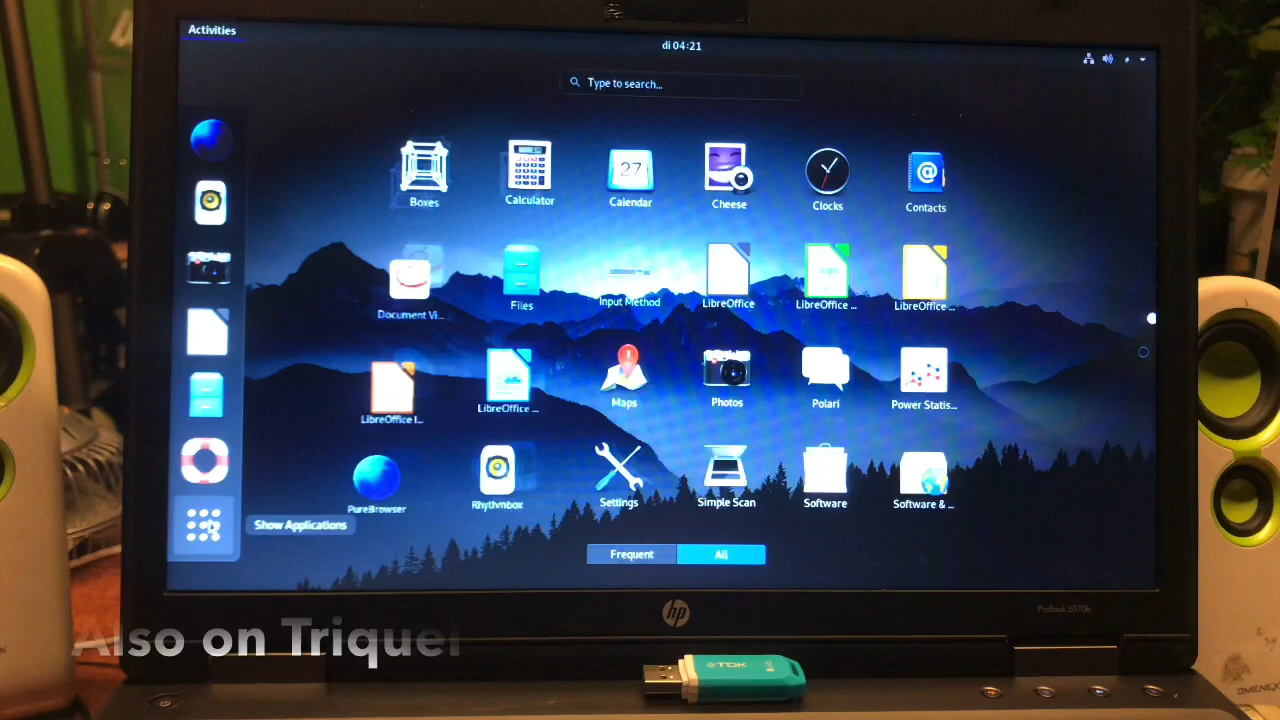 Activities
di 04:21
Type to search...
Boxes
Calculator
27
Calendar
Cheese
Clocks
Contacts
Document Vi...
Files
Input Method
LibreOffice
LibreOffice ...
LibreOffice ...
LibreOffice I...
LibreOffice ...
Maps
Photos
Polari
Power Statis...
PureBrowser
Rhythmbox
Settings
Simple Scan
Software
Software & ...
Show Applications
Frequent
All
hp
ProBook 6570b
Also on Triquel
TDK